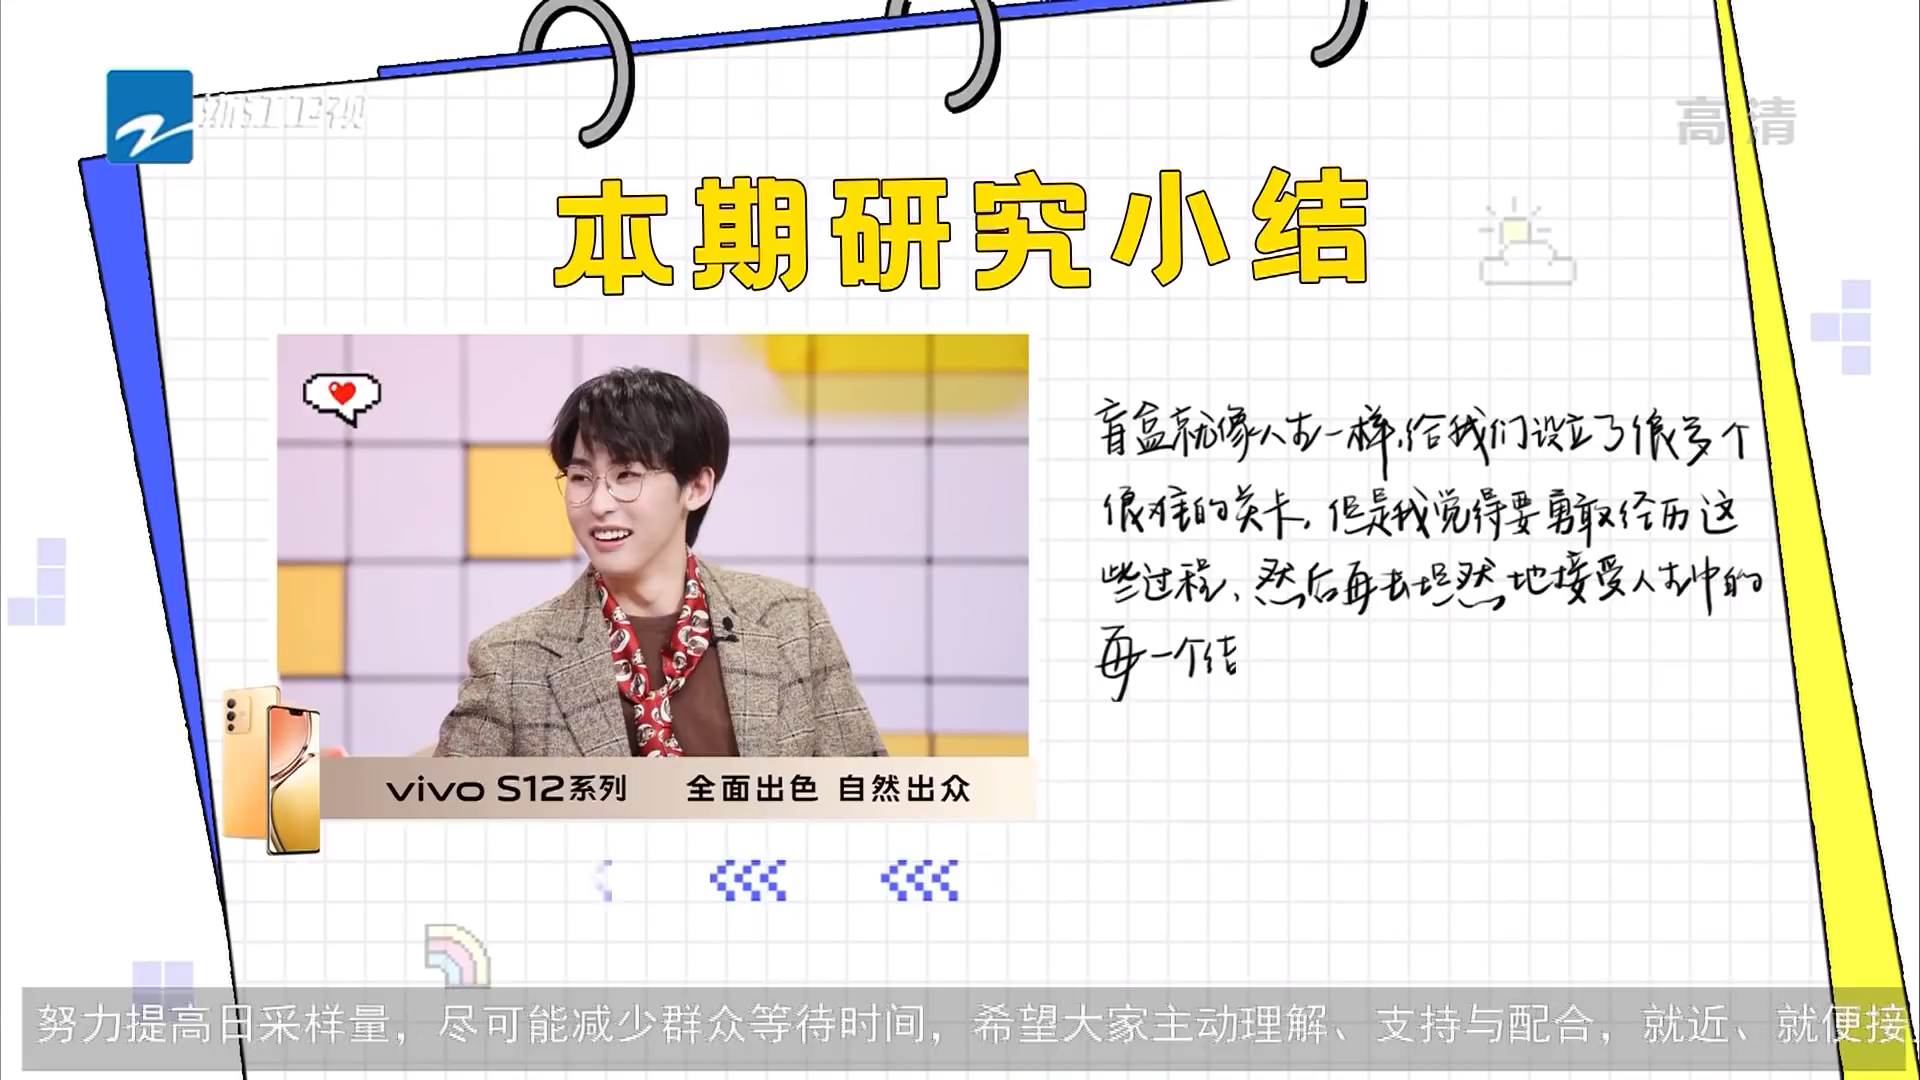 浙江卫视
高清
本期研究小结
盲盒就像人生一样,给我们设立了很多个
很难的关卡,但是我觉得要勇敢经历这
些过程,然后再去坦然地接受人生中的
每一个结
vivo S12系列 全面出色 自然出众
努力提高日采样量，尽可能减少群众等待时间，希望大家主动理解、支持与配合，就近、就便接